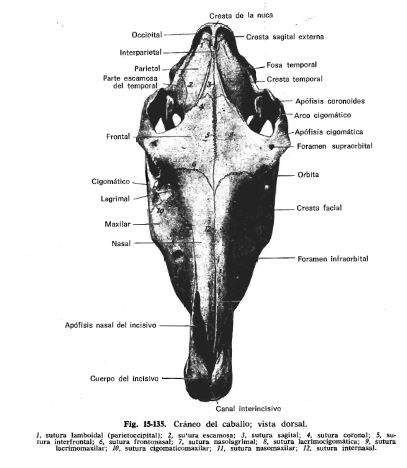 Cresta de la nuca
Occipital
Cresta sagital externa
Interparietal
Parietal
Fosa temporal
Parte escamosa
del temporal
Cresta temporal
Apófisis coronoides
Arco cigomático
Frontal
Apófisis cigomática
Foramen supraorbital
Cigomático
Orbita
Lagrimal
Cresta facial
Maxilar
Nasal
Foramen infraorbital
Apófisis nasal del incisivo
Cuerpo del incisivo
Canal interincisivo
Fig. 15-135. Cráneo del caballo; vista dorsal.
1, sutura lamboidal (parietoccipital); 2, sutura escamosa; 3, sutura sagital; 4, sutura coronal; 5, su-
tura interfrontal; 6, sutura frontonasal; 7, sutura nasolagrimal; 8, sutura lacrimocigomática; 9, sutura
lacrimomaxilar; 10, sutura cigomaticomaxilar; 11, sutura nasomaxilar; 12, sutura internasal.